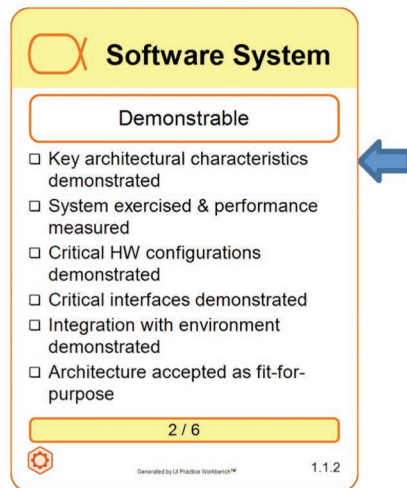 Software System
Demonstrable
Key architectural characteristics
demonstrated
System exercised & performance
measured
Critical HW configurations
demonstrated
Critical interfaces demonstrated
Integration with environment
demonstrated
Architecture accepted as fit-for-
purpose
2 / 6
Generated by UI Practice Workbench™
1.1.2